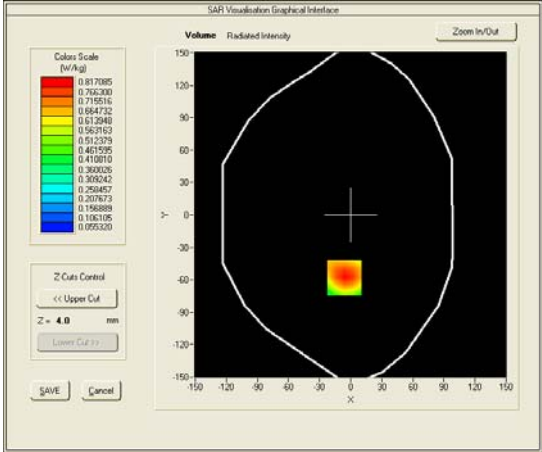 SAR Visualisation Graphical Interface
Volume Radiated Intensity
Zoom In/Out
Colors Scale
(W/kg)
0.817085
0.766300
0.715516
0.664732
0.613948
0.563163
0.512379
0.461595
0.410810
0.360026
0.309242
0.258457
0.207673
0.156889
0.106105
0.055320
Z Cuts Control
<< Upper Cut
Z = 4.0 mm
Lower Cut >>
SAVE Cancel
150
120
90
60
30
0
-30
-60
-90
-120
-150
Y
-150 -120 -90 -60 -30 0 30 60 90 120 150
X